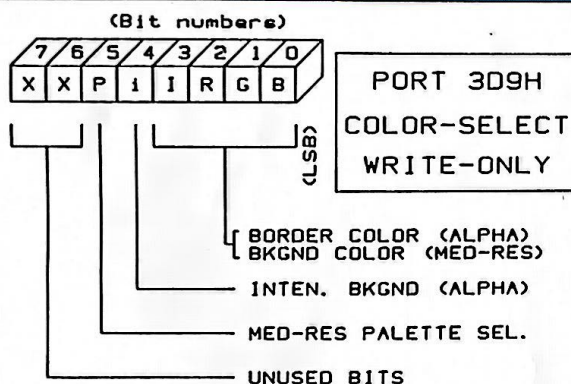 (Bit numbers)
7 6 5 4 3 2 1 0
X X P i I R G B
(LSB)
PORT 3D9H
COLOR-SELECT
WRITE-ONLY
BORDER COLOR (ALPHA)
BKGND COLOR (MED-RES)
INTEN. BKGND (ALPHA)
MED-RES PALETTE SEL.
UNUSED BITS